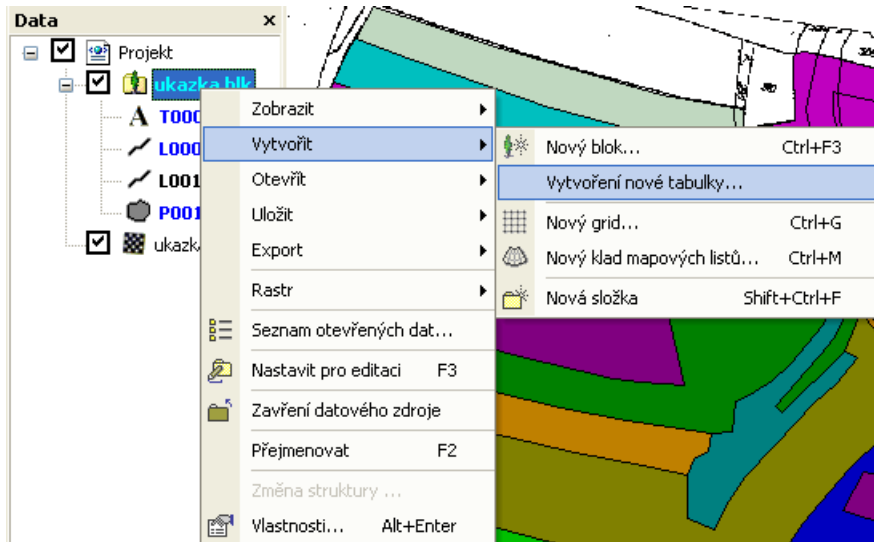 Data x
Projekt
ukazka.blk
T000
L000
L001
P001
ukazk
Zobrazit
Vytvořit
Otevřít
Uložit
Export
Rastr
Seznam otevřených dat...
Nastavit pro editaci F3
Zavření datového zdroje
Přejmenovat F2
Změna struktury ...
Vlastnosti... Alt+Enter
Nový blok... Ctrl+F3
Vytvoření nové tabulky...
Nový grid... Ctrl+G
Nový klad mapových listů... Ctrl+M
Nová složka Shift+Ctrl+F